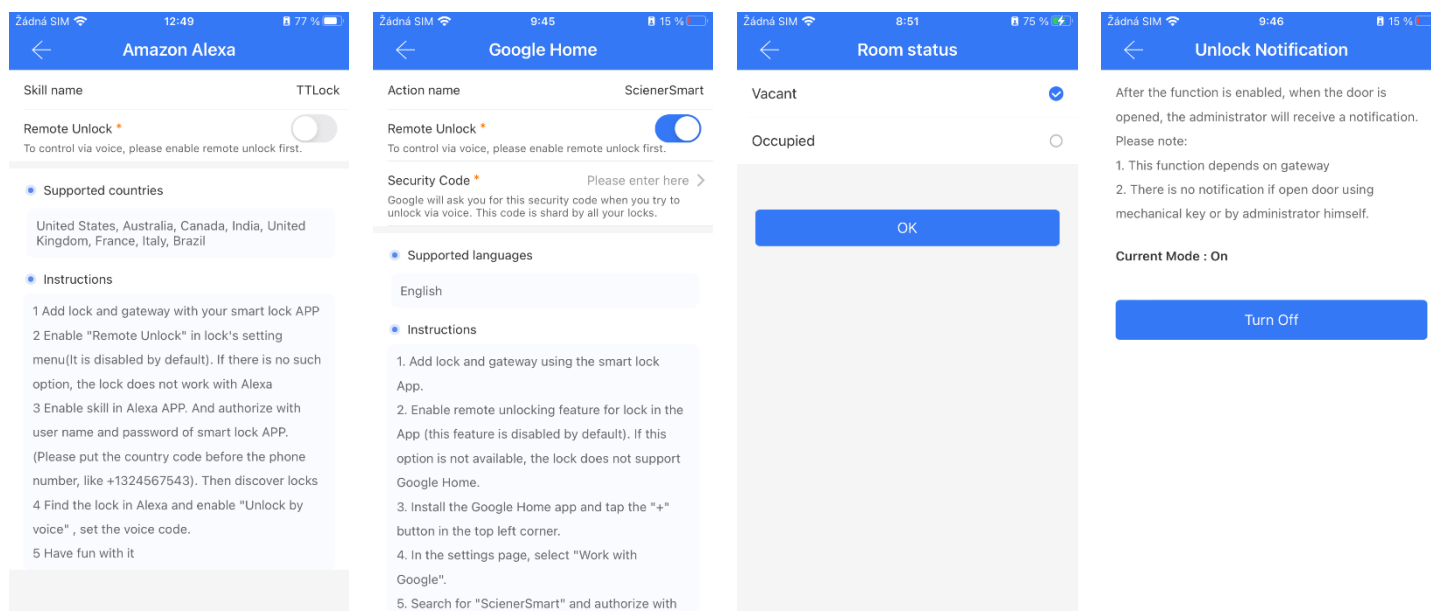 Žádná SIM 12:49 77 %
Amazon Alexa
Skill name TTLock
Remote Unlock *
To control via voice, please enable remote unlock first.
Supported countries
United States, Australia, Canada, India, United
Kingdom, France, Italy, Brazil
Instructions
1 Add lock and gateway with your smart lock APP
2 Enable "Remote Unlock" in lock's setting
menu(It is disabled by default). If there is no such
option, the lock does not work with Alexa
3 Enable skill in Alexa APP. And authorize with
user name and password of smart lock APP.
(Please put the country code before the phone
number, like +1324567543). Then discover locks
4 Find the lock in Alexa and enable "Unlock by
voice" , set the voice code.
5 Have fun with it
Žádná SIM 9:45 15 %
Google Home
Action name ScienerSmart
Remote Unlock *
To control via voice, please enable remote unlock first.
Security Code * Please enter here
Google will ask you for this security code when you try to
unlock via voice. This code is shard by all your locks.
Supported languages
English
Instructions
1. Add lock and gateway using the smart lock
App.
2. Enable remote unlocking feature for lock in the
App (this feature is disabled by default). If this
option is not available, the lock does not support
Google Home.
3. Install the Google Home app and tap the "+"
button in the top left corner.
4. In the settings page, select "Work with
Google".
5. Search for "ScienerSmart" and authorize with
Žádná SIM 8:51 75 %
Room status
Vacant
Occupied
OK
Žádná SIM 9:46 15 %
Unlock Notification
After the function is enabled, when the door is
opened, the administrator will receive a notification.
Please note:
1. This function depends on gateway
2. There is no notification if open door using
mechanical key or by administrator himself.
Current Mode : On
Turn Off